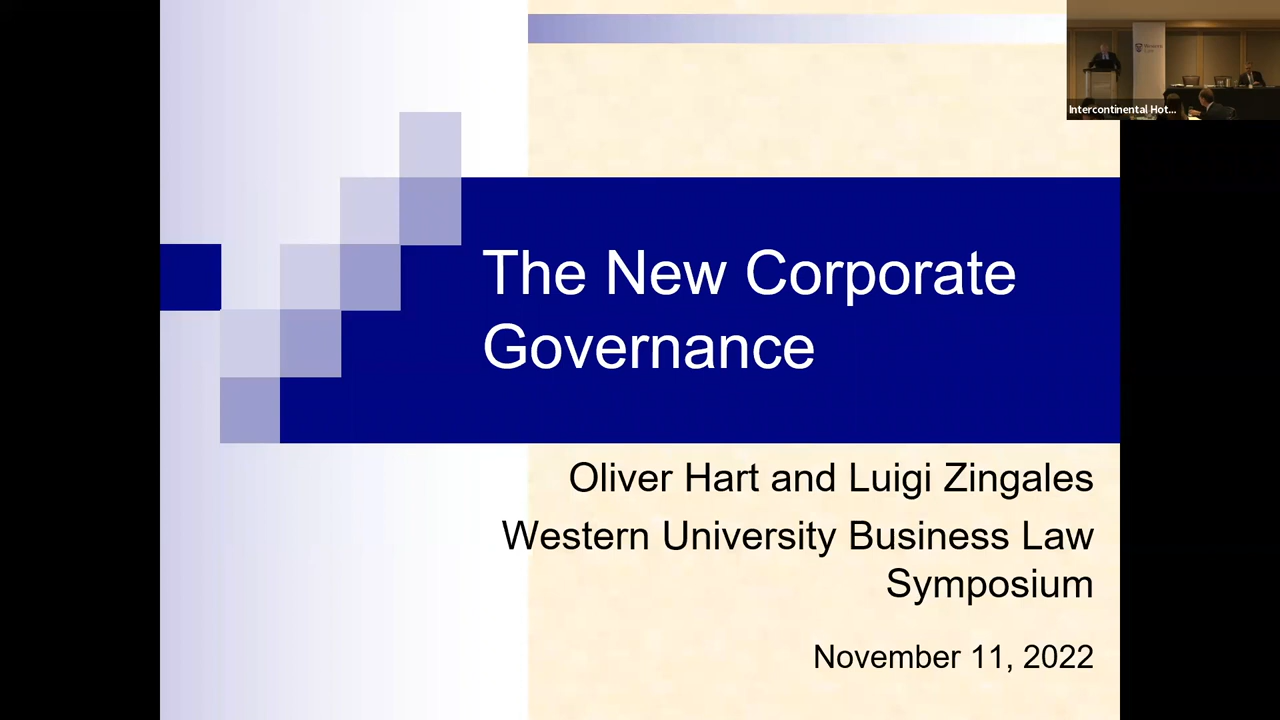 The New Corporate
Governance
Oliver Hart and Luigi Zingales
Western University Business Law
Symposium
November 11, 2022
Intercontinental Hot...